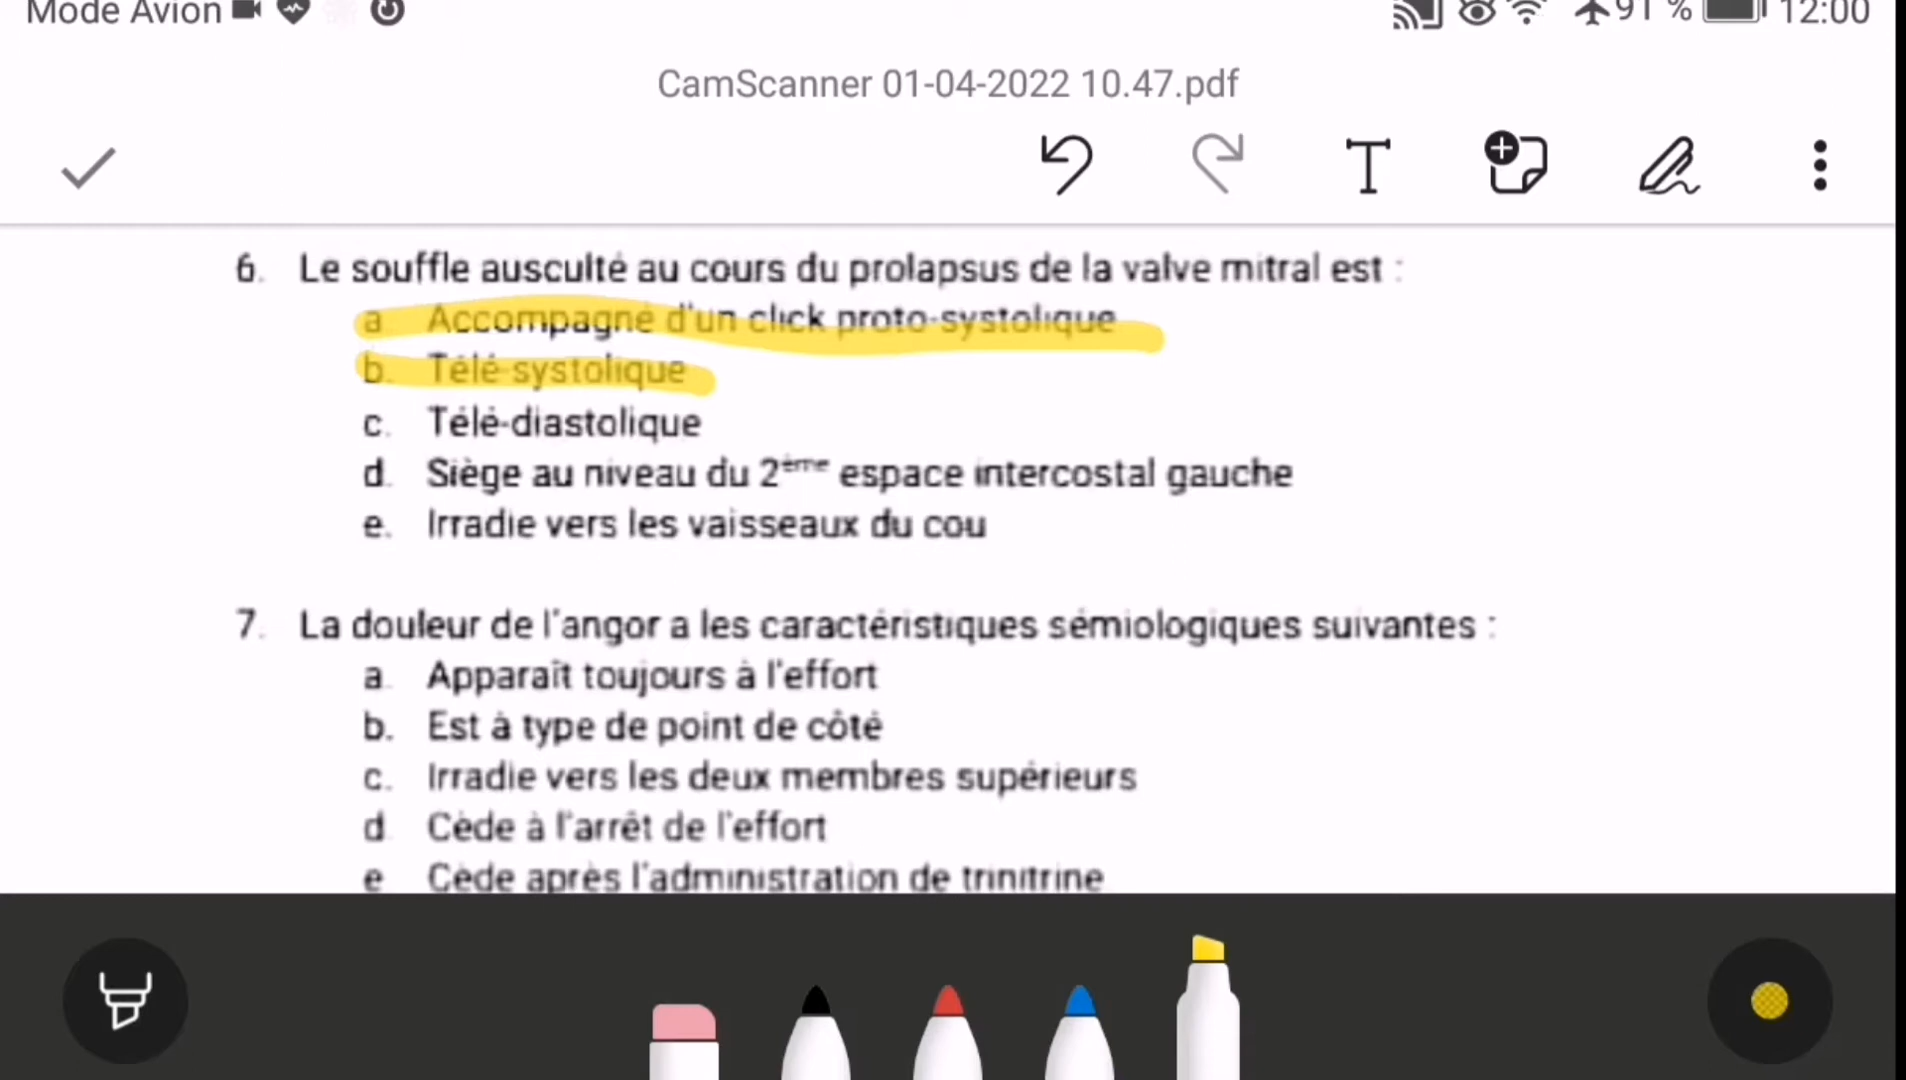 Mode Avion
91 % 12:00
CamScanner 01-04-2022 10.47.pdf
6. Le souffle ausculté au cours du prolapsus de la valve mitral est :
a Accompagné d'un click proto-systolique
b. Télé-systolique
c. Télé-diastolique
d. Siège au niveau du 2ème espace intercostal gauche
e. Irradie vers les vaisseaux du cou
7. La douleur de l'angor a les caractéristiques sémiologiques suivantes :
a. Apparaît toujours à l'effort
b. Est à type de point de côté
c. Irradie vers les deux membres supérieurs
d Cède à l'arrêt de l'effort
e Cède après l'administration de trinitrine